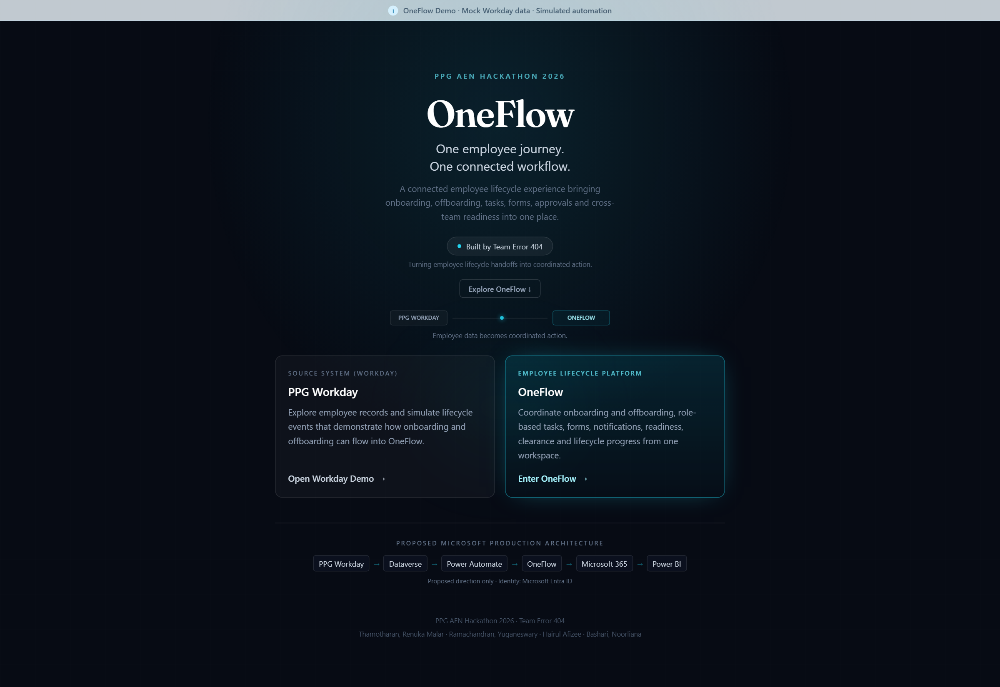 i OneFlow Demo · Mock Workday data · Simulated automation
PPG AEN HACKATHON 2026
OneFlow
One employee journey.
One connected workflow.
A connected employee lifecycle experience bringing
onboarding, offboarding, tasks, forms, approvals and cross-
team readiness into one place.
Built by Team Error 404
Turning employee lifecycle handoffs into coordinated action.
Explore OneFlow ↓
PPG WORKDAY
ONEFLOW
Employee data becomes coordinated action.
SOURCE SYSTEM (WORKDAY)
PPG Workday
Explore employee records and simulate lifecycle
events that demonstrate how onboarding and
offboarding can flow into OneFlow.
Open Workday Demo →
EMPLOYEE LIFECYCLE PLATFORM
OneFlow
Coordinate onboarding and offboarding, role-
based tasks, forms, notifications, readiness,
clearance and lifecycle progress from one
workspace.
Enter OneFlow →
PROPOSED MICROSOFT PRODUCTION ARCHITECTURE
PPG Workday → Dataverse → Power Automate → OneFlow → Microsoft 365 → Power BI
Proposed direction only · Identity: Microsoft Entra ID
PPG AEN Hackathon 2026 · Team Error 404
Thamotharan, Renuka Malar · Ramachandran, Yuganeswary · Hairul Afizee · Bashari, Noorliana